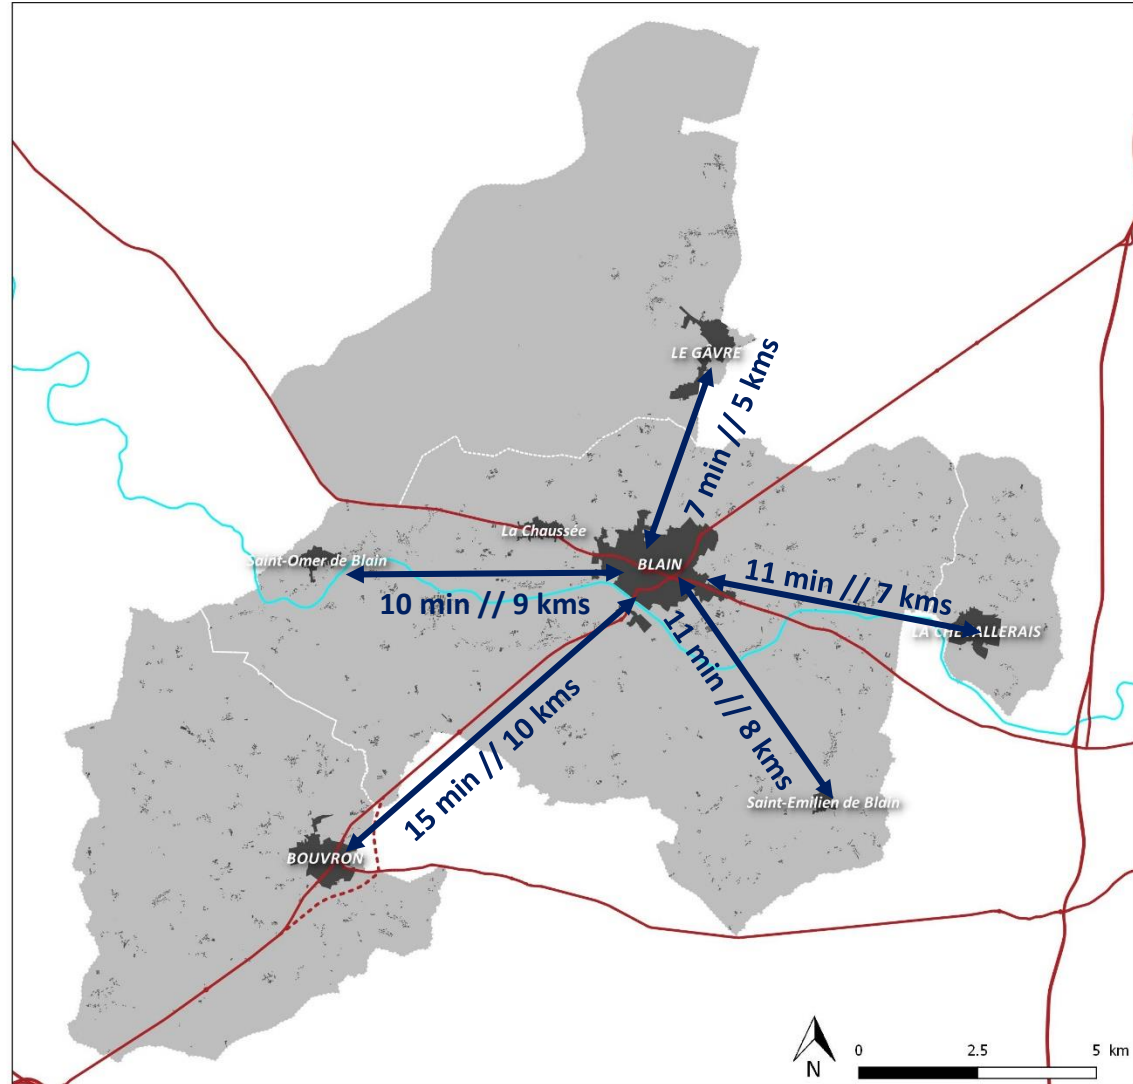 LE GÂVRE
7 min // 5 kms
La Chaussée
Saint-Omer de Blain
BLAIN
10 min // 9 kms
11 min // 7 kms
LA CHEVALLERAIS
11 min // 8 kms
15 min // 10 kms
Saint-Emilien de Blain
BOUVRON
N
0 2.5 5 km